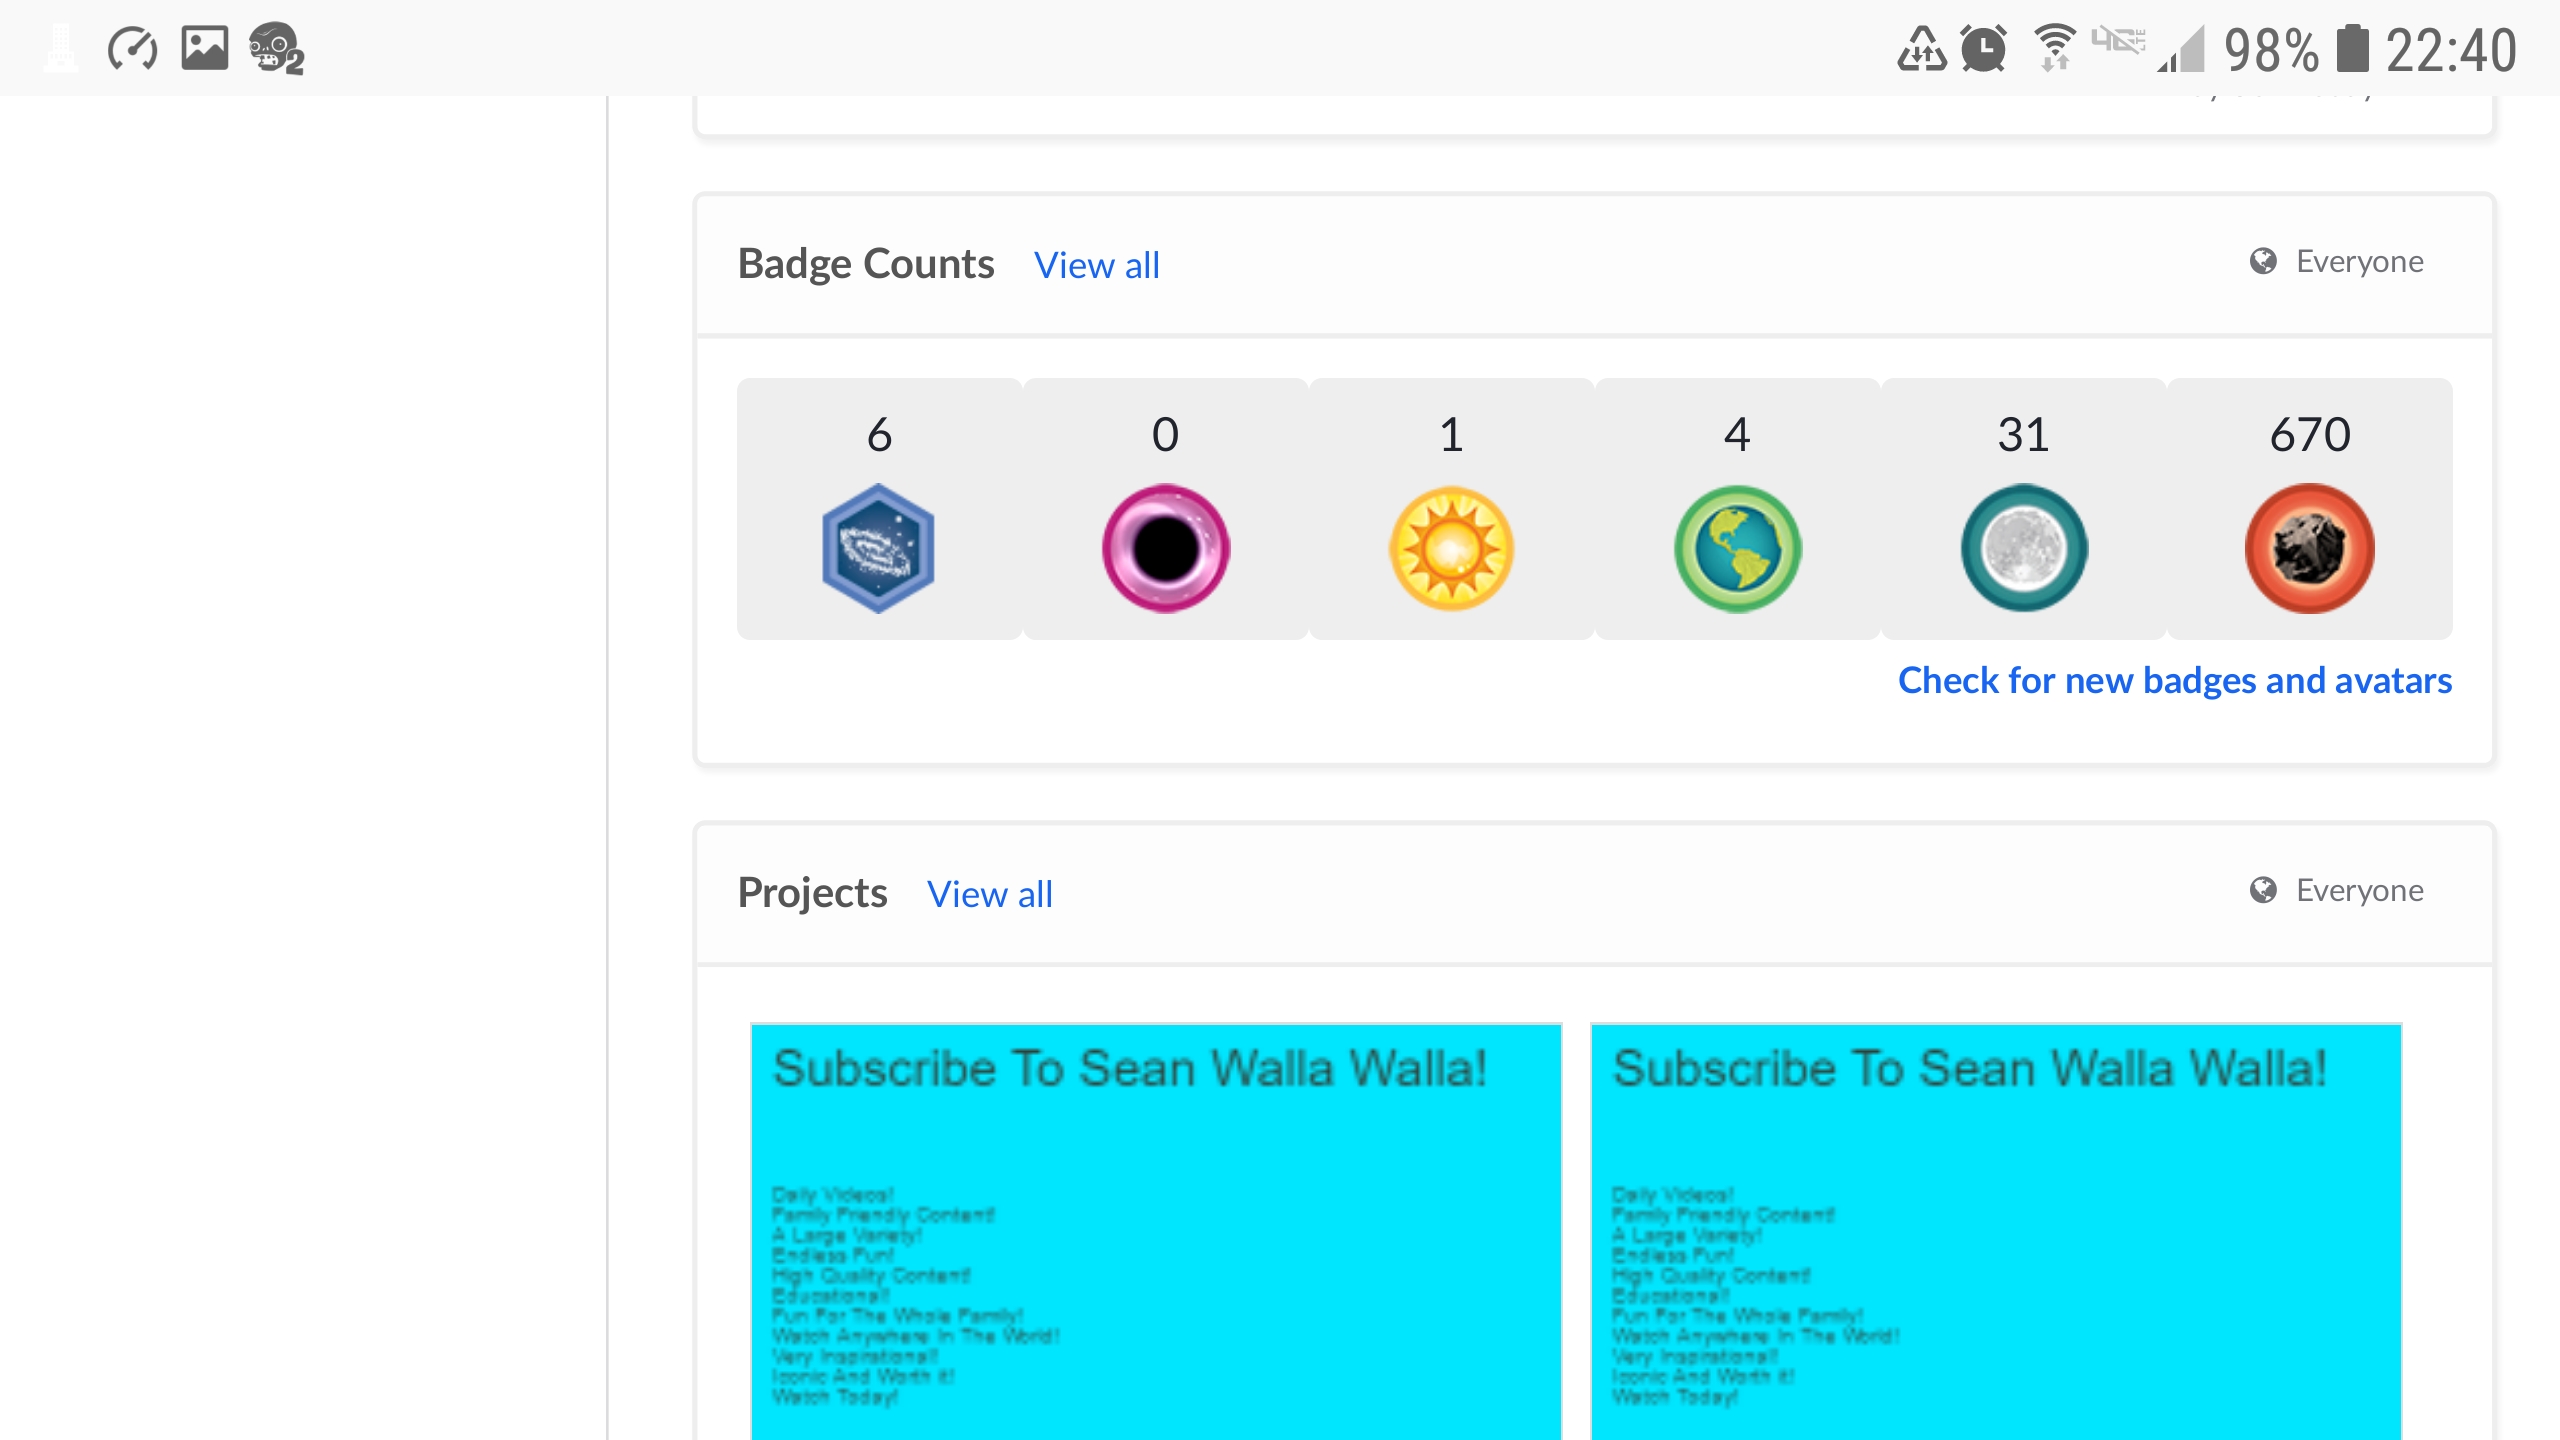 98% 22:40
Badge Counts View all Everyone
6 0 1 4 31 670
Check for new badges and avatars
Projects View all Everyone
Subscribe To Sean Walla Walla! Subscribe To Sean Walla Walla!
Daily Videos! Daily Videos!
Family Friendly Content! Family Friendly Content!
A Large Variety! A Large Variety!
Endless Fun! Endless Fun!
High Quality Content! High Quality Content!
Educational! Educational!
Fun For The Whole Family! Fun For The Whole Family!
Watch Anywhere In The World! Watch Anywhere In The World!
Very Inspirational! Very Inspirational!
Iconic And Worth it! Iconic And Worth it!
Watch Today! Watch Today!